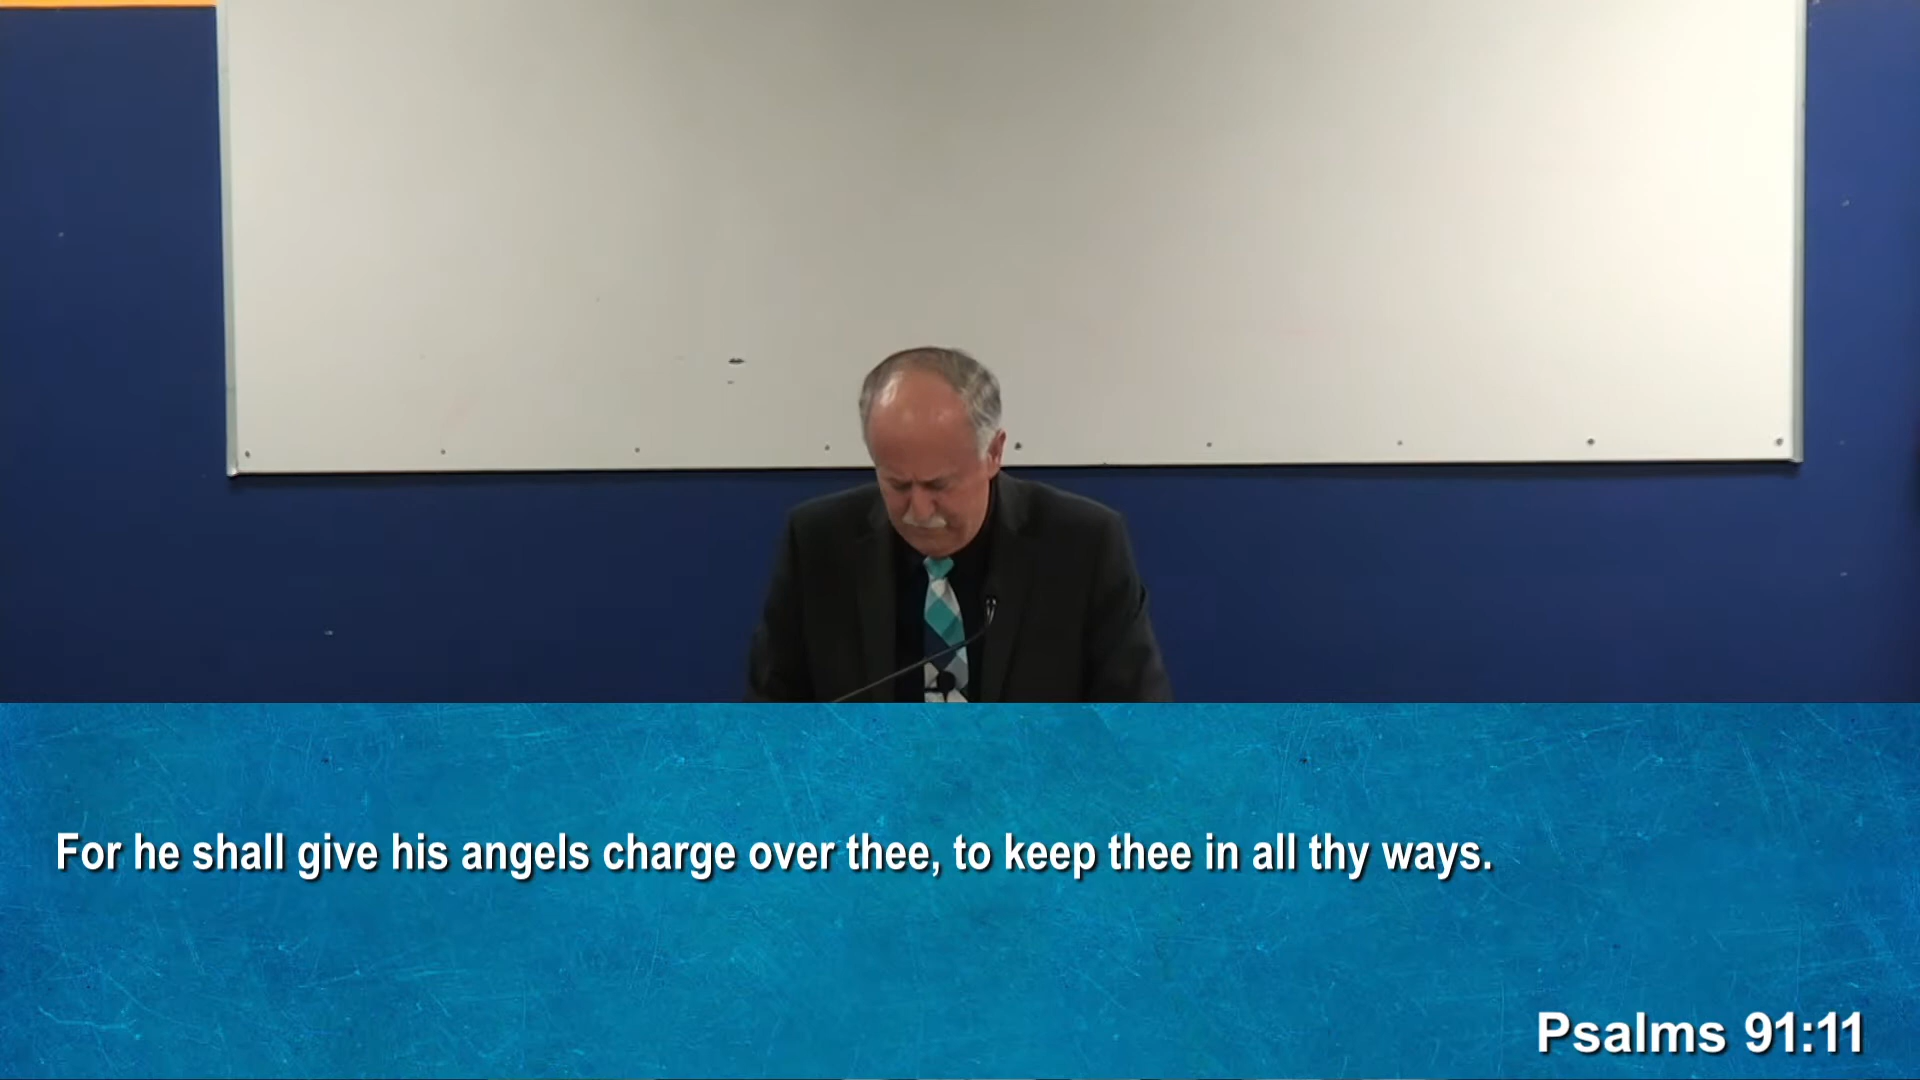 For he shall give his angels charge over thee, to keep thee in all thy ways.
Psalms 91:11